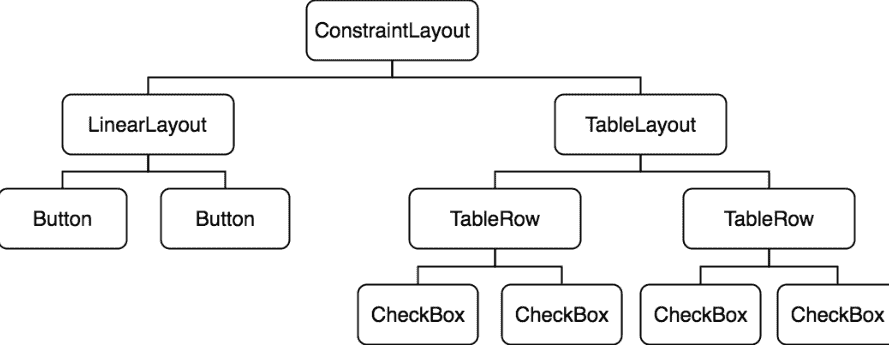 ConstraintLayout
LinearLayout
TableLayout
Button
Button
TableRow
TableRow
CheckBox
CheckBox
CheckBox
CheckBox